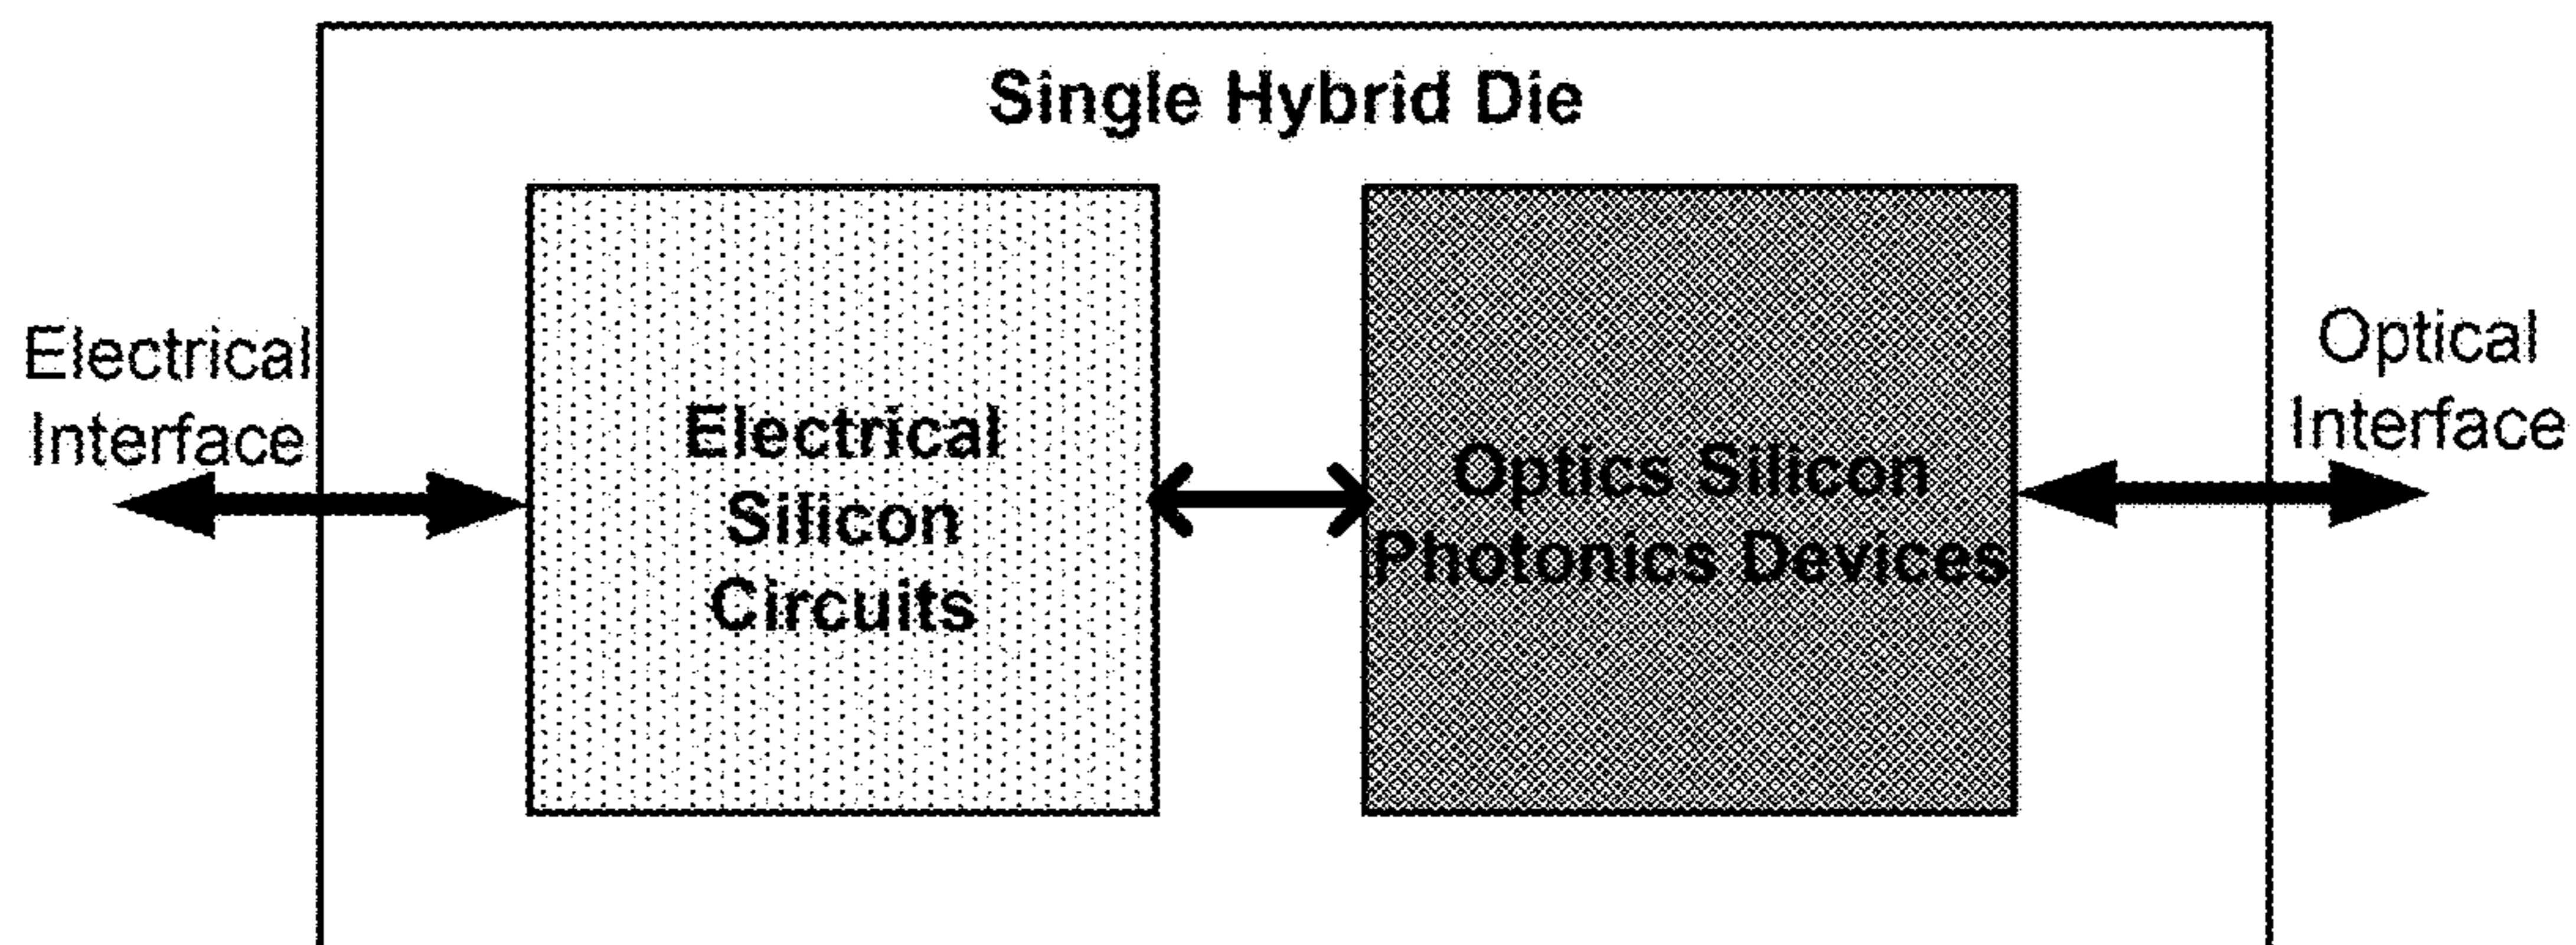 Single Hybrid Die
Electrical
Interface
Electrical
Silicon
Circuits
Optics Silicon
Photonics Devices
Optical
Interface